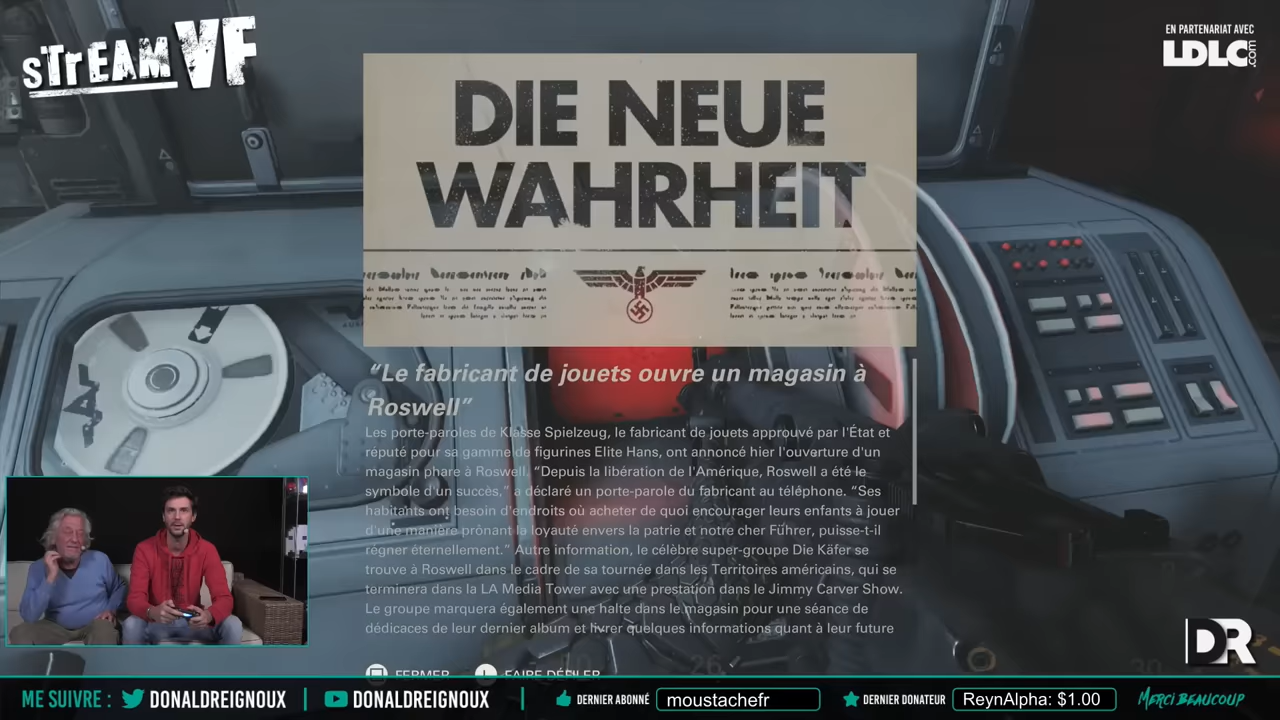 STrEAM VF
EN PARTENARIAT AVEC
LDLC.com
DIE NEUE
WAHRHEIT
“Le fabricant de jouets ouvre un magasin à
Roswell”
Les porte-paroles de Klasse Spielzeug, le fabricant de jouets approuvé par l'État et
réputé pour sa gamme de figurines Elite Hans, ont annoncé hier l'ouverture d'un
magasin phare à Roswell. “Depuis la libération de l'Amérique, Roswell a été le
symbole d'un succès,” a déclaré un porte-parole du fabricant au téléphone. “Ses
habitants ont besoin d'endroits où acheter de quoi encourager leurs enfants à jouer
d'une manière prônant la loyauté envers la patrie et notre cher Führer, puisse-t-il
régner éternellement.” Autre information, le célèbre super-groupe Die Käfer se
trouve à Roswell dans le cadre de sa tournée dans les Territoires américains, qui se
terminera dans la LA Media Tower avec une prestation dans le Jimmy Carver Show.
Le groupe marquera également une halte dans le magasin pour une séance de
dédicaces de leur dernier album et livrer quelques informations quant à leur future
FERMER
L FAIRE DÉFILER
26
30
DR
ME SUIVRE : DONALDREIGNOUX | DONALDREIGNOUX | DERNIER ABONNÉ moustachefr DERNIER DONATEUR ReynAlpha: $1.00 MERCI BEAUCOUP